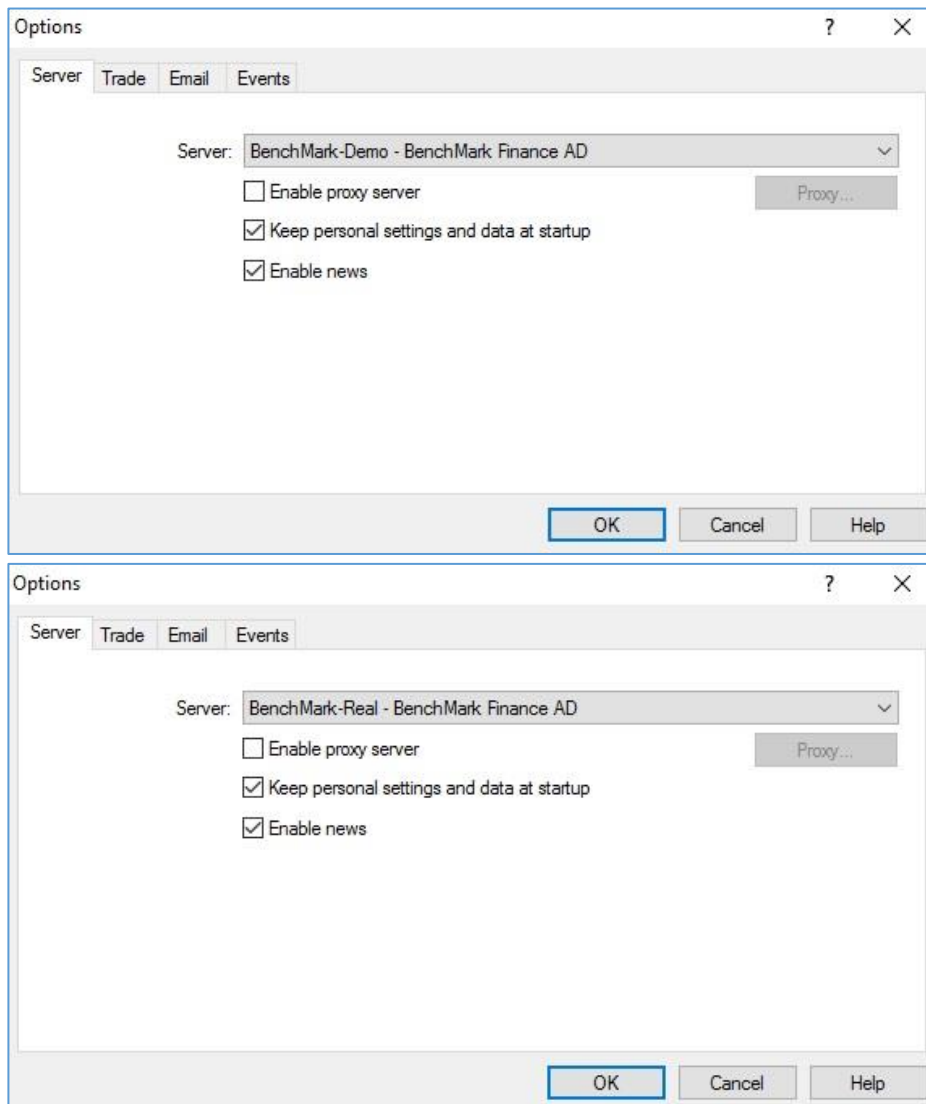 Options ? X
Server Trade Email Events
Server: BenchMark-Demo - BenchMark Finance AD
Enable proxy server Proxy...
Keep personal settings and data at startup
Enable news
OK Cancel Help
Options ? X
Server Trade Email Events
Server: BenchMark-Real - BenchMark Finance AD
Enable proxy server Proxy...
Keep personal settings and data at startup
Enable news
OK Cancel Help